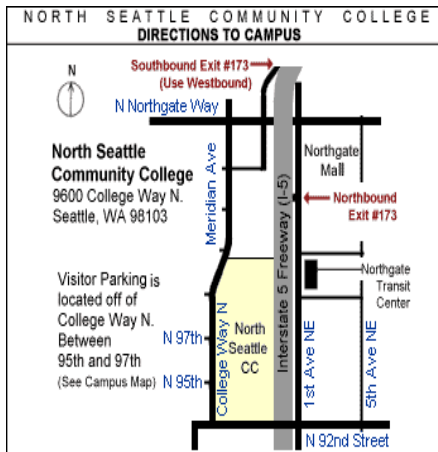 NORTH SEATTLE COMMUNITY COLLEGE
DIRECTIONS TO CAMPUS
N
Southbound Exit #173
(Use Westbound)
N Northgate Way
North Seattle
Community College
9600 College Way N.
Seattle, WA 98103
Meridian Ave
Interstate 5 Freeway (I-5)
Northgate
Mall
Northbound
Exit #173
Northgate
Transit
Center
Visitor Parking is
located off of
College Way N.
Between
95th and 97th
(See Campus Map)
N 97th
N 95th
College Way N
North
Seattle
CC
1st Ave NE
5th Ave NE
N 92nd Street